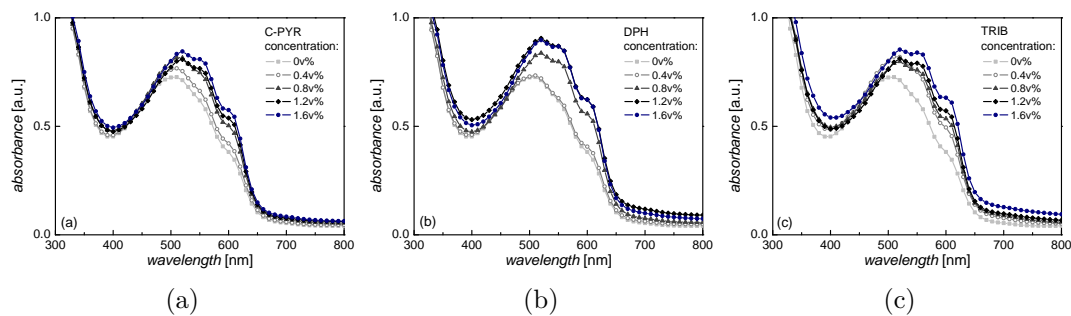 C-PYR
concentration:
0v%
0.4v%
0.8v%
1.2v%
1.6v%
1.0
0.5
0.0
absorbance [a.u.]
(a)
300 400 500 600 700 800
wavelength [nm]
(a)
DPH
concentration:
0v%
0.4v%
0.8v%
1.2v%
1.6v%
1.0
0.5
0.0
absorbance [a.u.]
(b)
300 400 500 600 700 800
wavelength [nm]
(b)
TRIB
concentration:
0v%
0.4v%
0.8v%
1.2v%
1.6v%
1.0
0.5
0.0
absorbance [a.u.]
(c)
300 400 500 600 700 800
wavelength [nm]
(c)